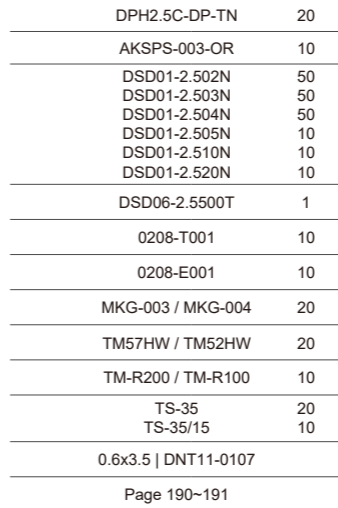 DPH2.5C-DP-TN 20
AKSPS-003-OR 10
DSD01-2.502N 50
DSD01-2.503N 50
DSD01-2.504N 50
DSD01-2.505N 10
DSD01-2.510N 10
DSD01-2.520N 10
DSD06-2.5500T 1
0208-T001 10
0208-E001 10
MKG-003 / MKG-004 20
TM57HW / TM52HW 20
TM-R200 / TM-R100 10
TS-35 20
TS-35/15 10
0.6x3.5 | DNT11-0107
Page 190~191